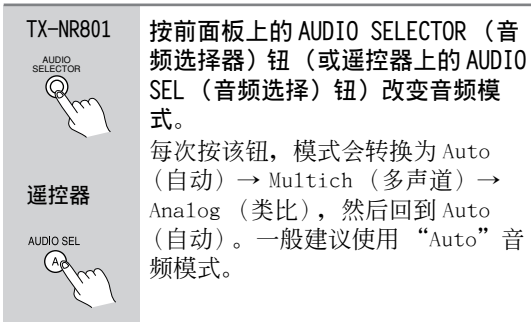 TX-NR801
AUDIO
SELECTOR
遥控器
AUDIO SEL
A
按前面板上的 AUDIO SELECTOR （音
频选择器）钮 （或遥控器上的 AUDIO
SEL （音频选择）钮）改变音频模
式。
每次按该钮，模式会转换为 Auto
（自动）→ Multich （多声道）→
Analog （类比），然后回到 Auto
（自动）。一般建议使用 “Auto”音
频模式。